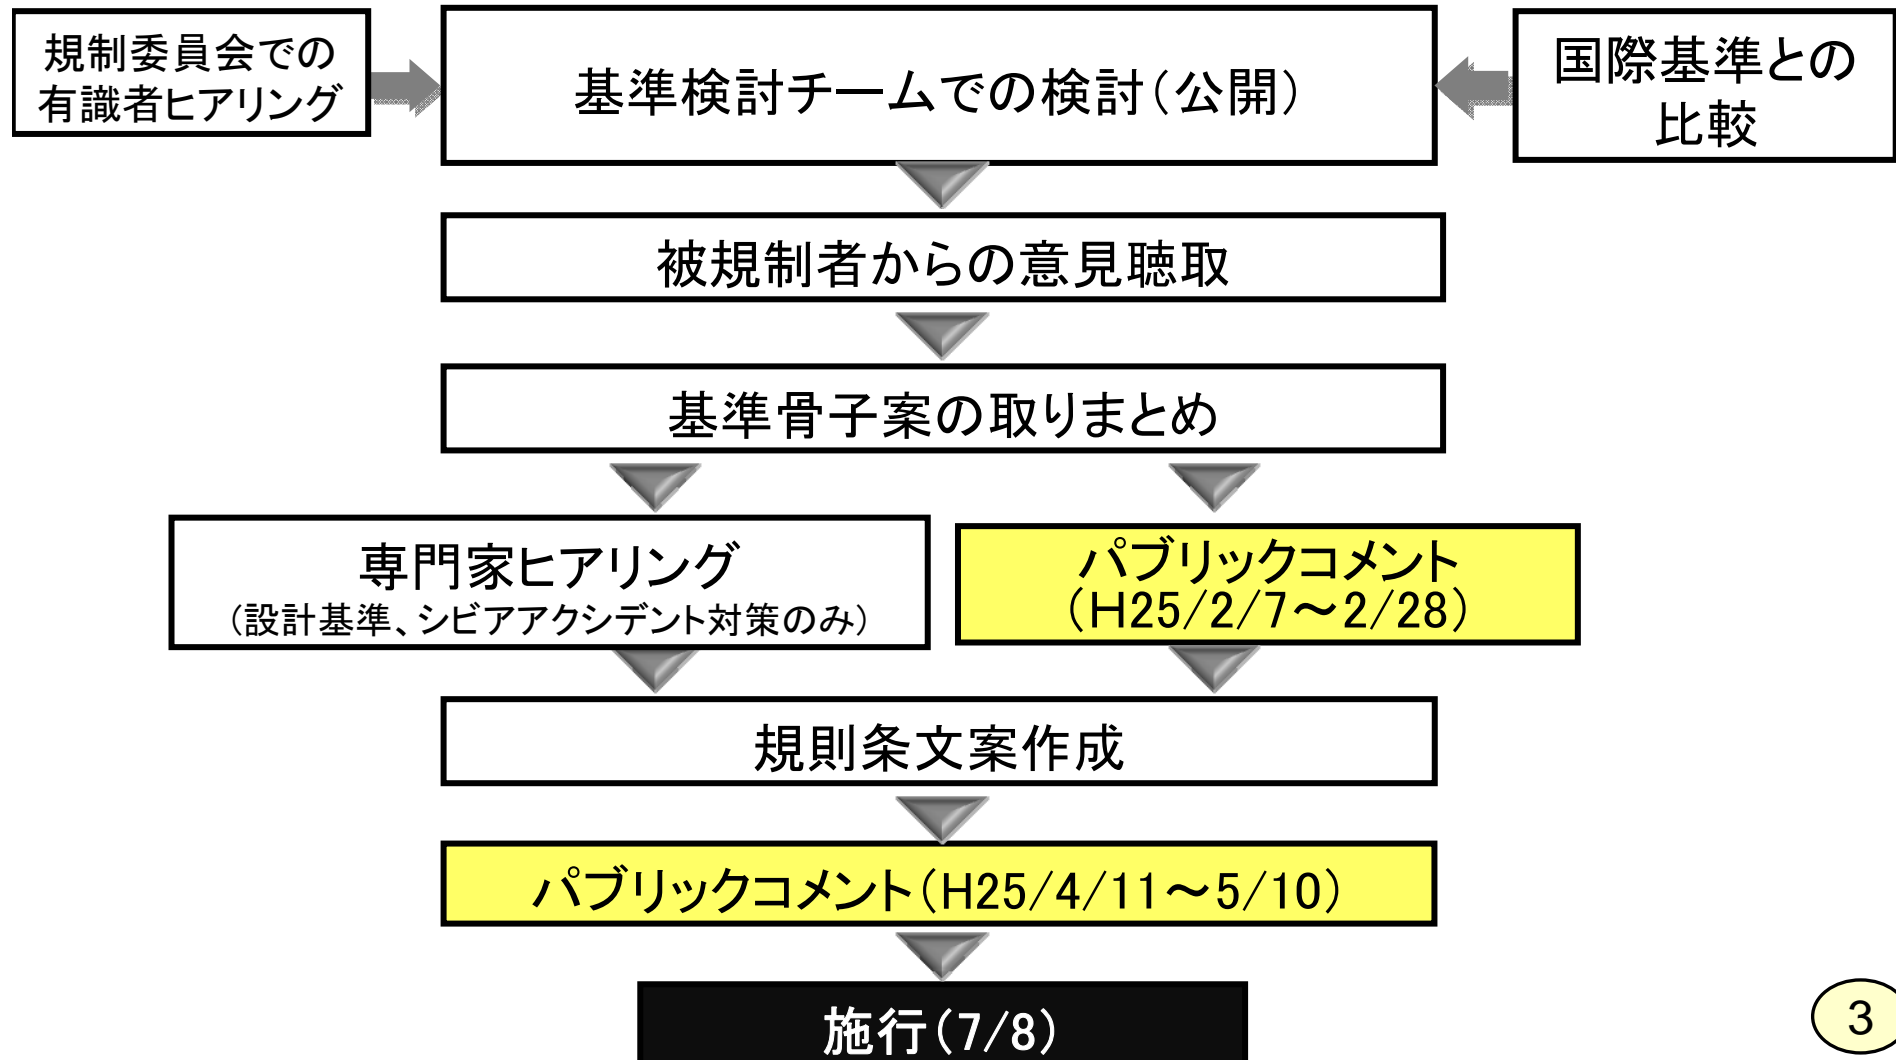 規制委員会での
有識者ヒアリング
基準検討チームでの検討（公開）
国際基準との
比較
被規制者からの意見聴取
基準骨子案の取りまとめ
専門家ヒアリング
（設計基準、シビアアクシデント対策のみ）
パブリックコメント
（H25/2/7～2/28）
規則条文案作成
パブリックコメント（H25/4/11～5/10）
施行（7/8）
3